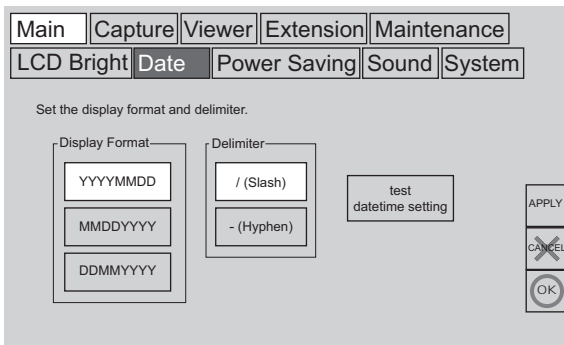 Main Capture Viewer Extension Maintenance
LCD Bright Date Power Saving Sound System
Set the display format and delimiter.
Display Format
YYYYMMDD
MMDDYYYY
DDMMYYYY
Delimiter
/ (Slash)
- (Hyphen)
test
datetime setting
APPLY
CANCEL
OK